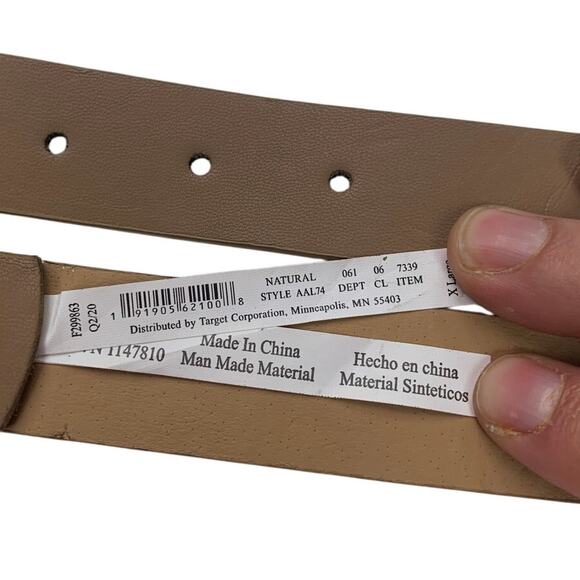 F299863
Q2/20
1 91905 62100 8
NATURAL 061 06 7339
STYLE AAL74 DEPT CL ITEM
Distributed by Target Corporation, Minneapolis, MN 55403
X Large
1147810
Made In China
Man Made Material
Hecho en china
Material Sinteticos